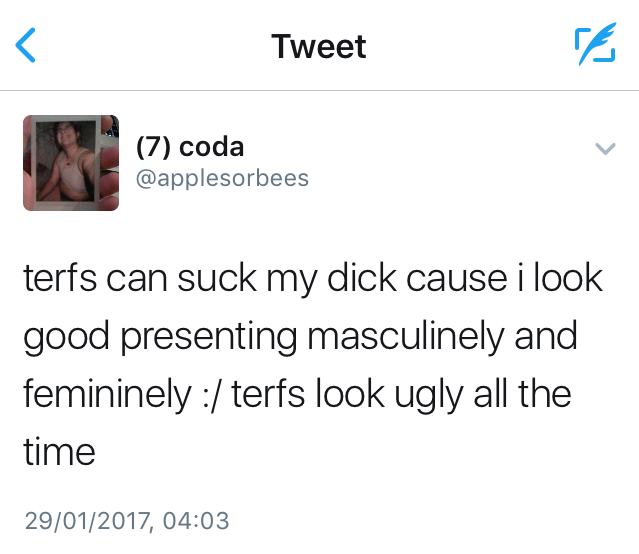 Tweet
(7) coda
@applesorbees
terfs can suck my dick cause i look
good presenting masculinely and
femininely :/ terfs look ugly all the
time
29/01/2017, 04:03